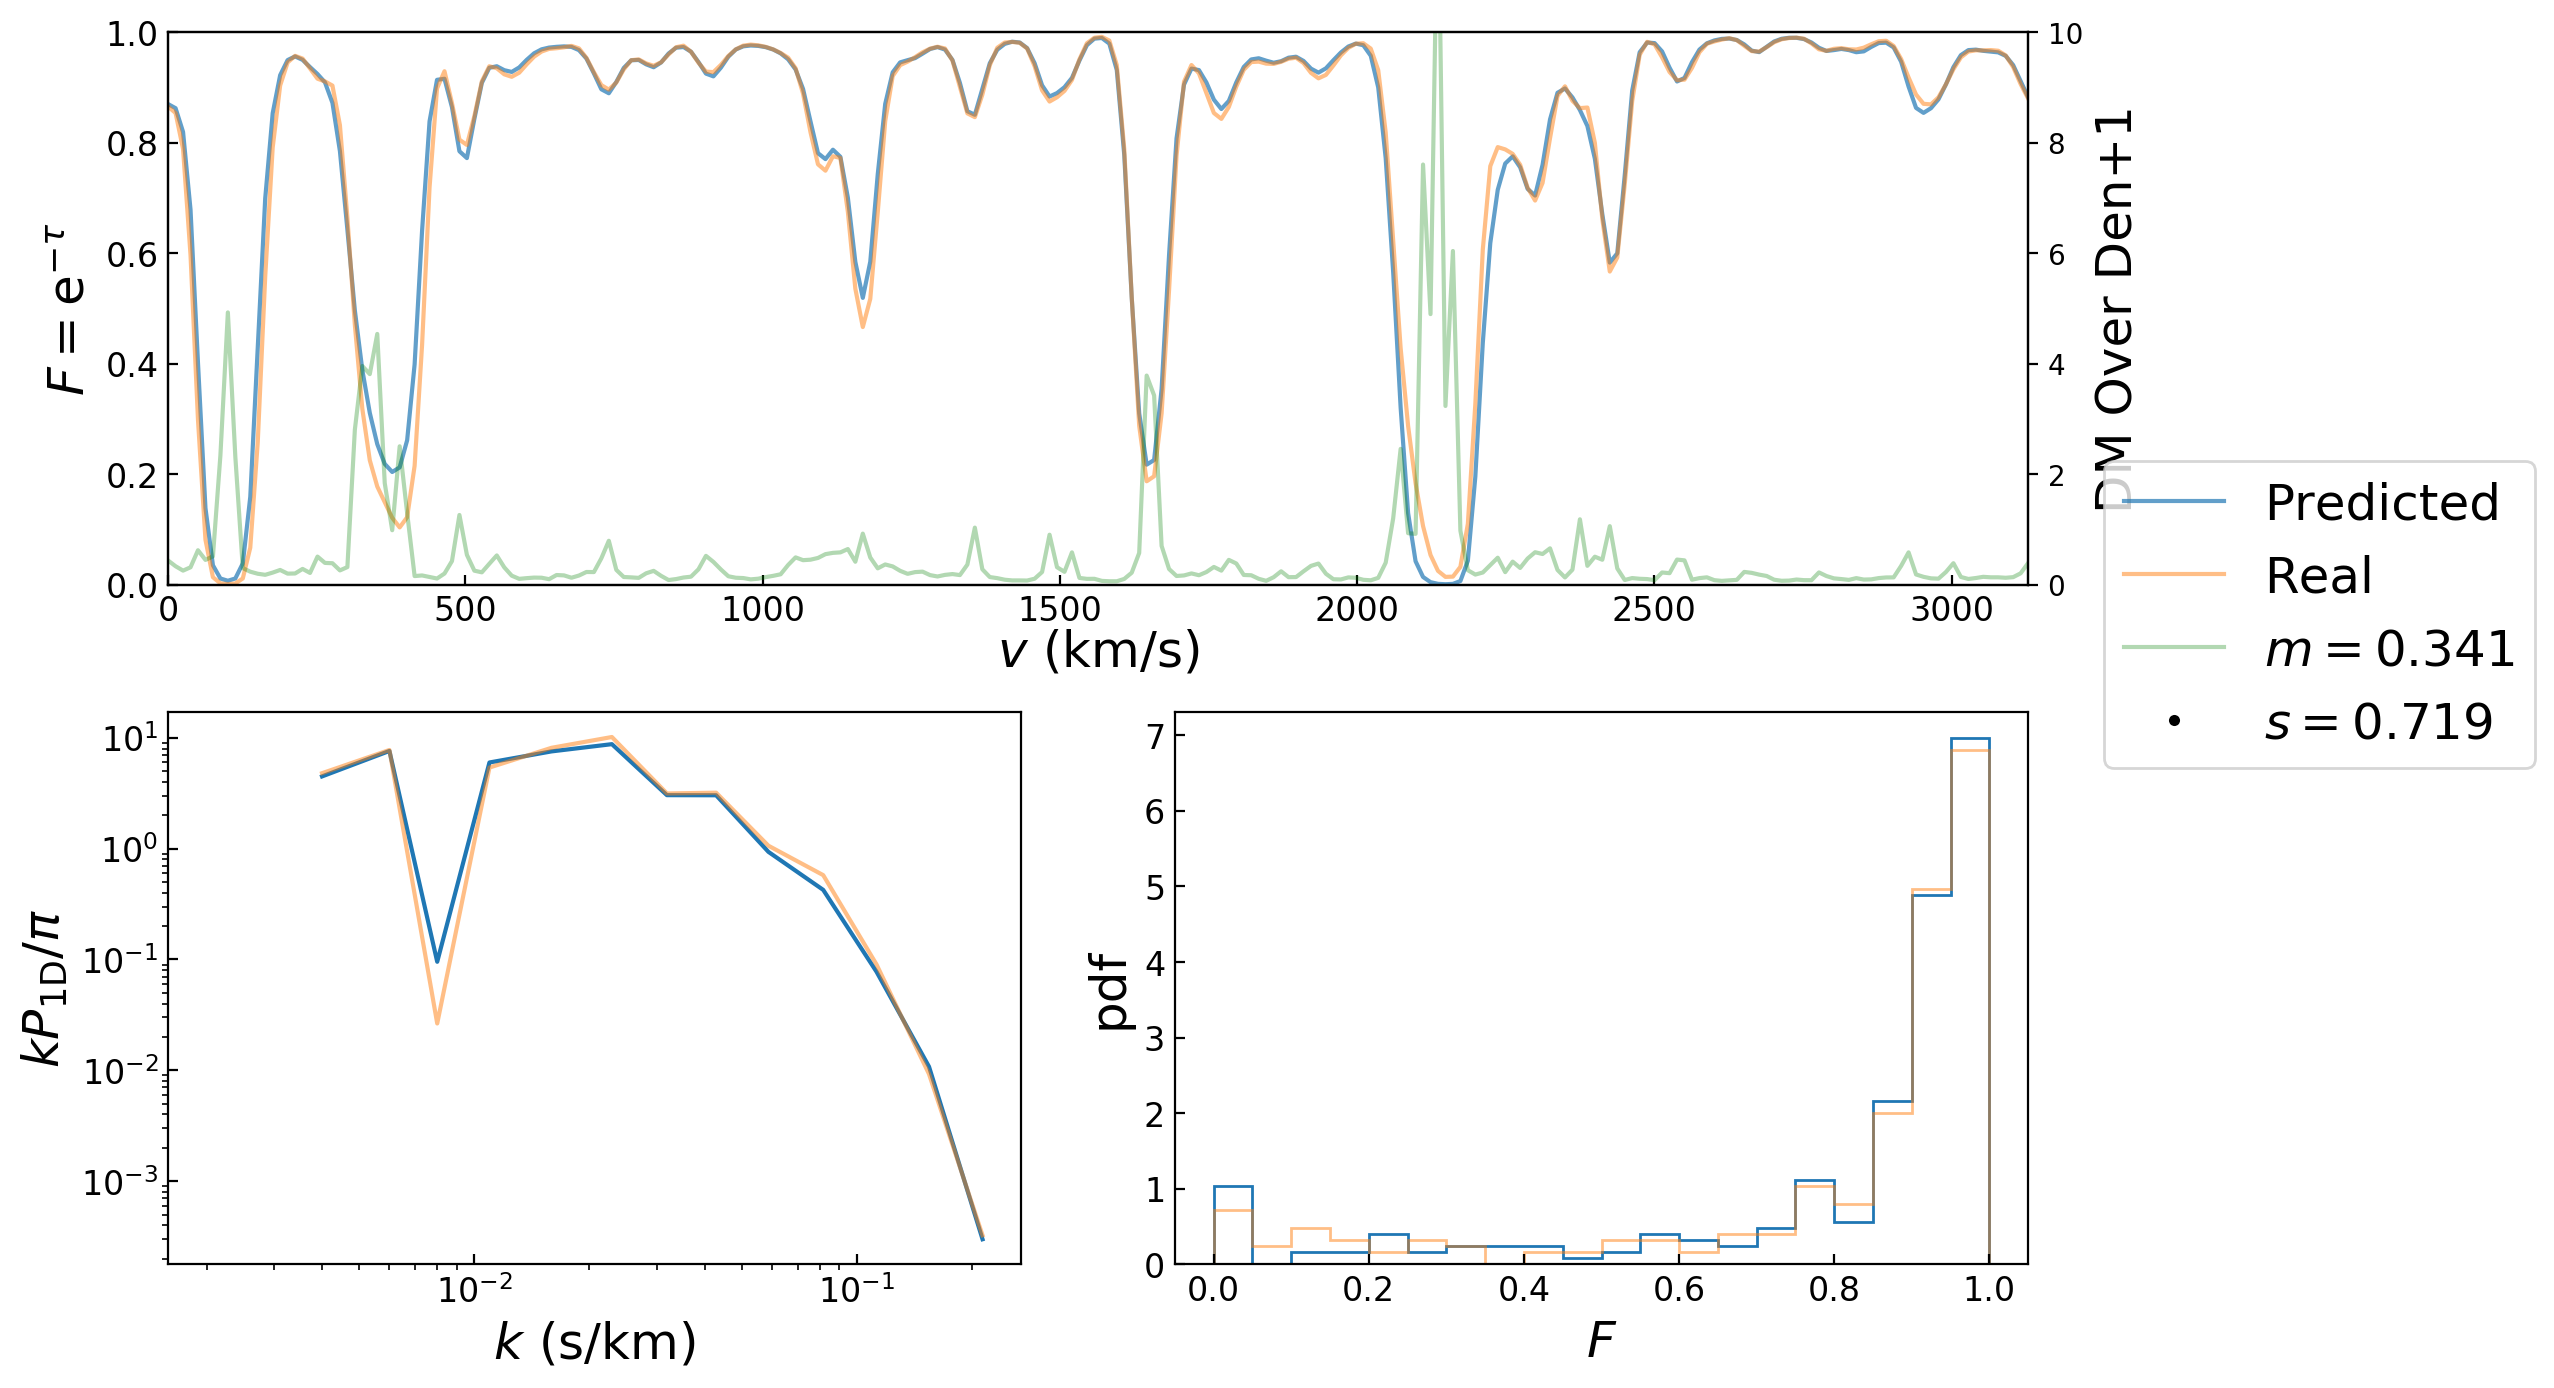 1.0
0.8
0.6
0.4
0.2
0.0
F = e^{−τ}
10
8
6
4
2
0
DM Over Den+1
0 500 1000 1500 2000 2500 3000
v (km/s)
Predicted
Real
m = 0.341
s = 0.719
10^1
10^0
10^{−1}
10^{−2}
10^{−3}
kP_{1D}/π
10^{−2} 10^{−1}
k (s/km)
7
6
5
4
3
2
1
0
pdf
0.0 0.2 0.4 0.6 0.8 1.0
F